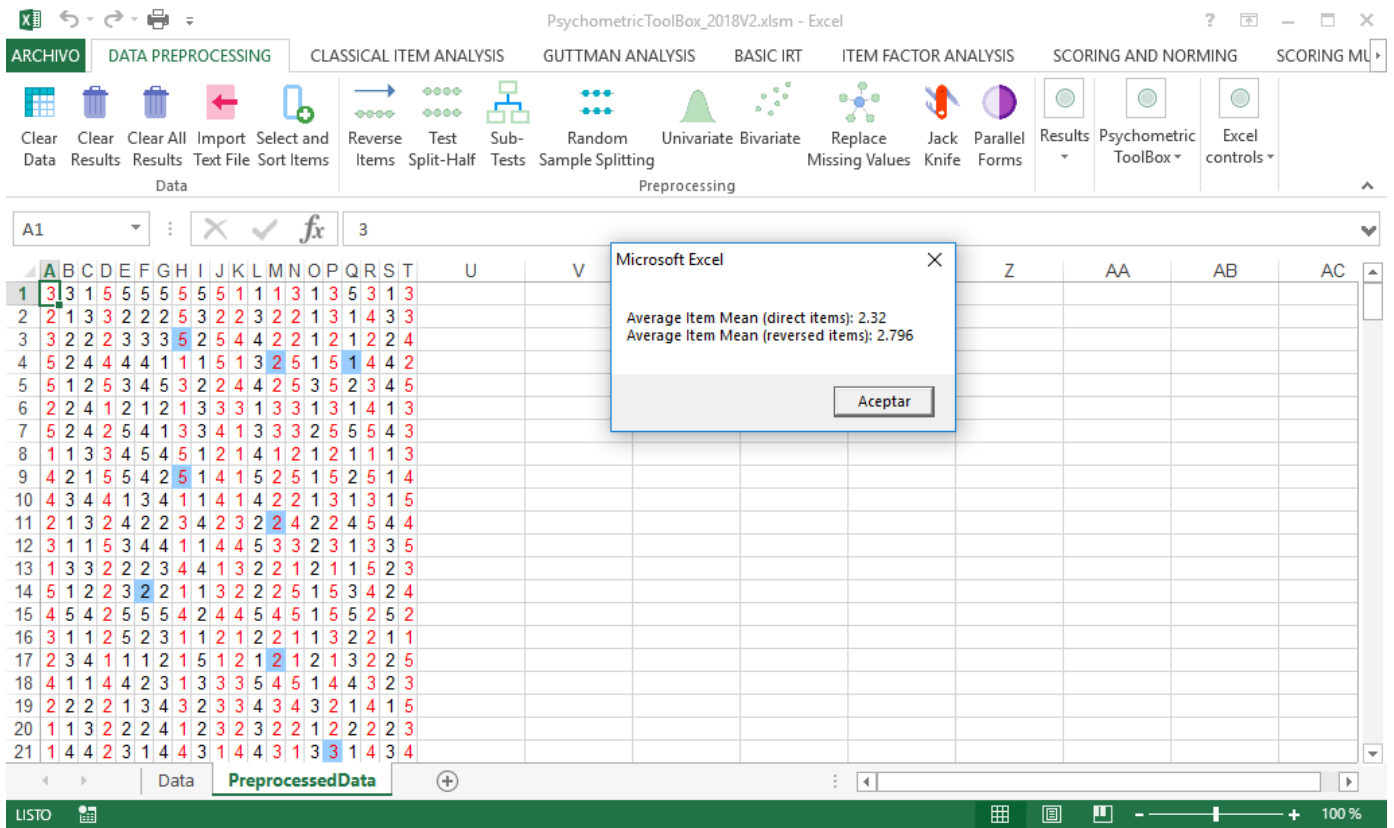 PsychometricToolBox_2018V2.xlsm - Excel
ARCHIVO DATA PREPROCESSING CLASSICAL ITEM ANALYSIS GUTTMAN ANALYSIS BASIC IRT ITEM FACTOR ANALYSIS SCORING AND NORMING SCORING MU
Clear Data Clear Results Clear All Results Import Text File Select and Sort Items Reverse Items Test Split-Half Sub-Tests Random Sample Splitting Univariate Bivariate Replace Missing Values Jack Knife Parallel Forms Results Psychometric ToolBox Excel controls
Data Preprocessing
A1 fx 3
Microsoft Excel
Average Item Mean (direct items): 2.32
Average Item Mean (reversed items): 2.796
Aceptar
A B C D E F G H I J K L M N O P Q R S T U V Z AA AB AC
1 3 3 1 5 5 5 5 5 5 5 1 1 1 3 1 3 5 3 1 3
2 2 1 3 3 2 2 2 5 3 2 2 3 2 2 1 3 1 4 3 3
3 3 2 2 2 3 3 3 5 2 5 4 4 2 2 1 2 1 2 2 4
4 5 2 4 4 4 4 1 1 1 5 1 3 2 5 1 5 1 4 4 2
5 5 1 2 5 3 4 5 3 2 2 4 4 2 5 3 5 2 3 4 5
6 2 2 4 1 2 1 2 1 3 3 3 1 3 3 1 3 1 4 1 3
7 5 2 4 2 5 4 1 3 3 4 1 3 3 3 2 5 5 5 4 3
8 1 1 3 3 4 5 4 5 1 2 1 4 1 2 1 2 1 1 1 3
9 4 2 1 5 5 4 2 5 1 4 1 5 2 5 1 5 2 5 1 4
10 4 3 4 4 1 3 4 1 1 4 1 4 2 2 1 3 1 3 1 5
11 2 1 3 2 4 2 2 3 4 2 3 2 2 4 2 2 4 5 4 4
12 3 1 1 5 3 4 4 1 1 4 4 5 3 3 2 3 1 3 3 5
13 1 3 3 2 2 2 3 4 4 1 3 2 2 1 2 1 1 5 2 3
14 5 1 2 2 3 2 2 1 1 3 2 2 2 5 1 5 3 4 2 4
15 4 5 4 2 5 5 5 4 2 4 4 5 4 5 1 5 5 2 5 2
16 3 1 1 2 5 2 3 1 1 2 1 2 2 1 1 3 2 2 1 1
17 2 3 4 1 1 1 2 1 5 1 2 1 2 1 2 1 3 2 2 5
18 4 1 1 4 4 2 3 1 3 3 3 5 4 5 1 4 4 3 2 3
19 2 2 2 2 1 3 4 3 2 3 3 4 3 4 3 2 1 4 1 5
20 1 1 3 2 2 2 4 1 2 3 2 3 2 2 1 2 2 2 2 3
21 1 4 4 2 3 1 4 4 3 1 4 4 3 1 3 3 1 4 3 4
Data PreprocessedData
LISTO 100 %